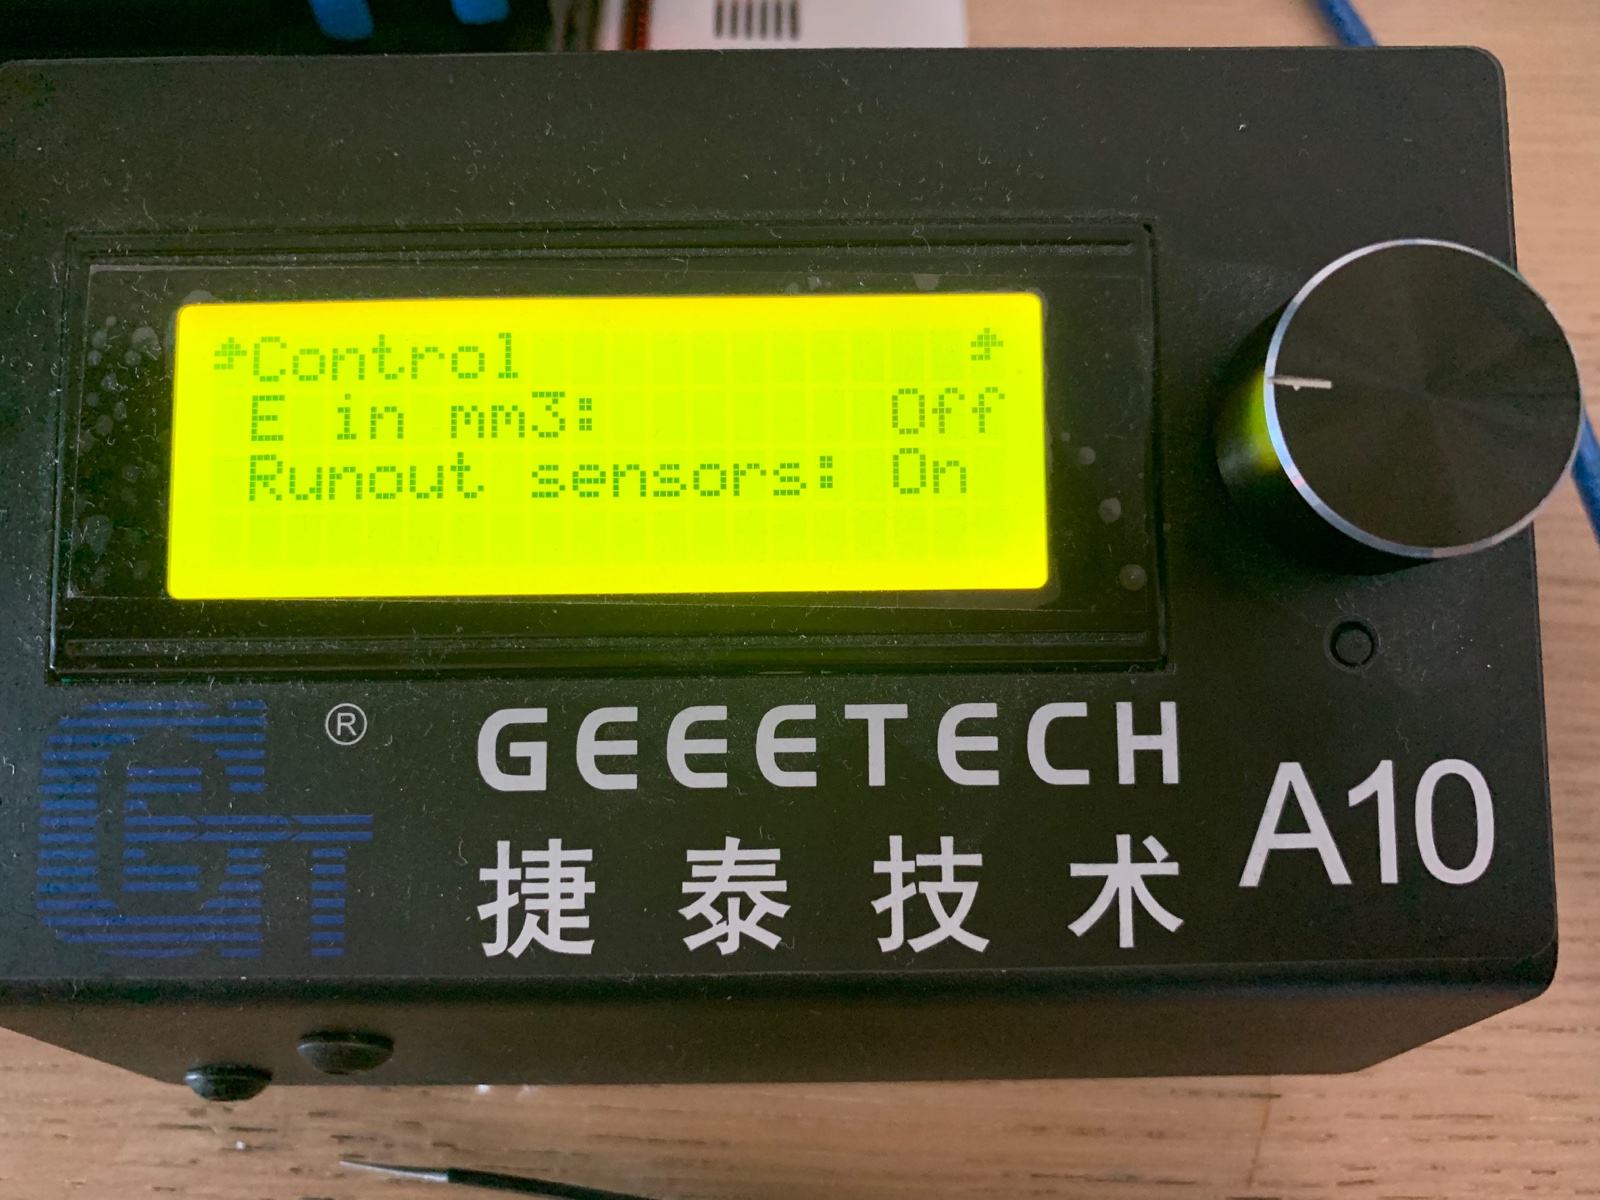 Control
E in mm3: Off
Runout sensors: On
® GEEETECH
A10
捷泰技术